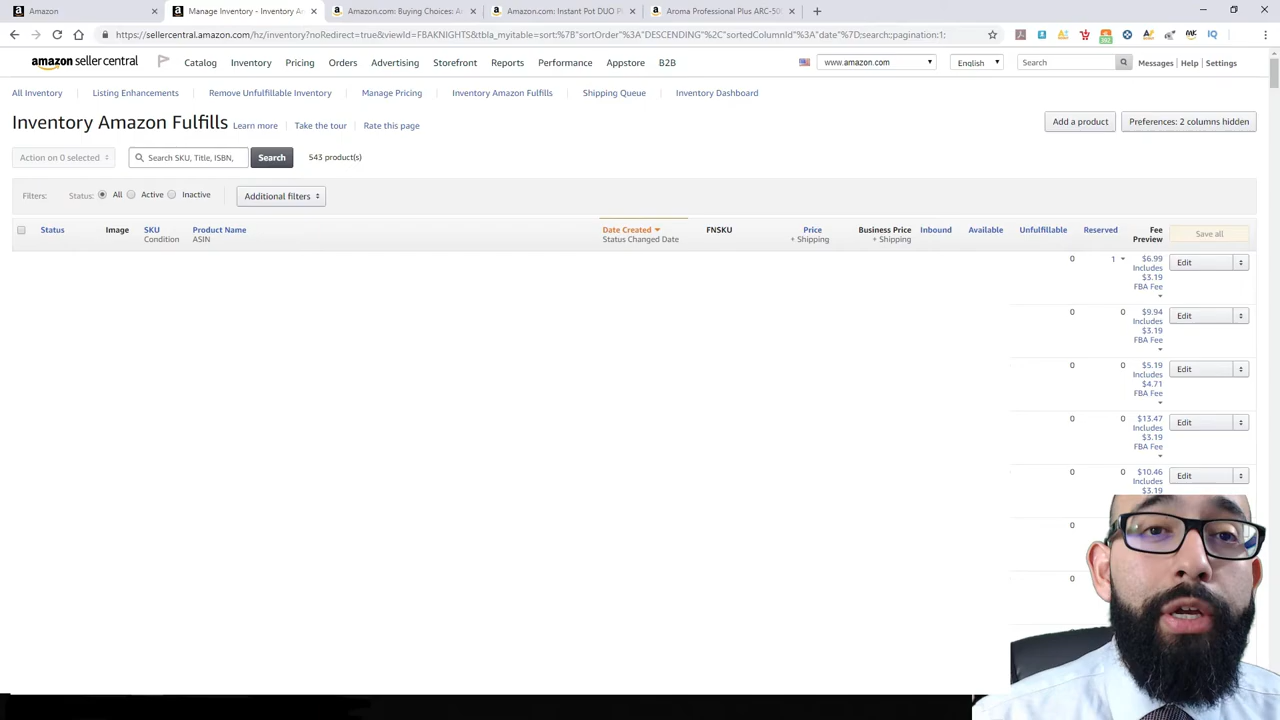 Amazon
Manage Inventory - Inventory A
Amazon.com: Buying Choices: A
Amazon.com: Instant Pot DUO P
Aroma Professional Plus ARC-50
https://sellercentral.amazon.com/hz/inventory?noRedirect=true&viewId=FBAKNIGHTS&tbla_myitable=sort:%7B"sortOrder"%3A"DESCENDING"%2C"sortedColumnId"%3A"date"%7D;search:;pagination:1;
amazon seller central
Catalog Inventory Pricing Orders Advertising Storefront Reports Performance Appstore B2B
www.amazon.com
English
Search
Messages | Help | Settings
All Inventory Listing Enhancements Remove Unfulfillable Inventory Manage Pricing Inventory Amazon Fulfills Shipping Queue Inventory Dashboard
Inventory Amazon Fulfills Learn more | Take the tour | Rate this page
Add a product Preferences: 2 columns hidden
Action on 0 selected Search SKU, Title, ISBN, Search 543 product(s)
Filters: Status: All Active Inactive Additional filters
Status Image SKU Product Name Date Created FNSKU Price Business Price Inbound Available Unfulfillable Reserved Fee Save all
Condition ASIN Status Changed Date + Shipping + Shipping Preview
0 1 $6.99 Edit
Includes
$3.19
FBA Fee
0 0 $9.94 Edit
Includes
$3.19
FBA Fee
0 0 $5.19 Edit
Includes
$4.71
FBA Fee
0 0 $13.47 Edit
Includes
$3.19
FBA Fee
0 0 $10.46 Edit
Includes
$3.19
0
0